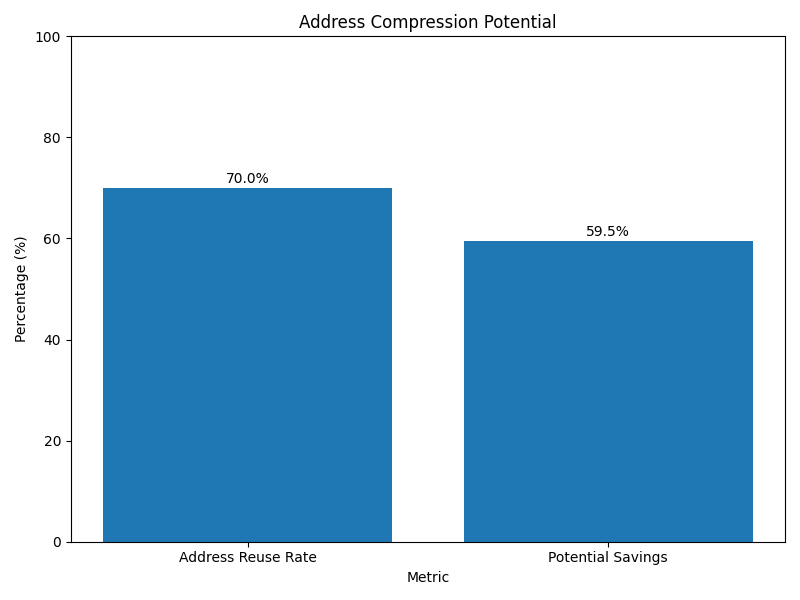 Address Compression Potential
Percentage (%)
100
80
60
40
20
0
70.0%
59.5%
Address Reuse Rate
Potential Savings
Metric